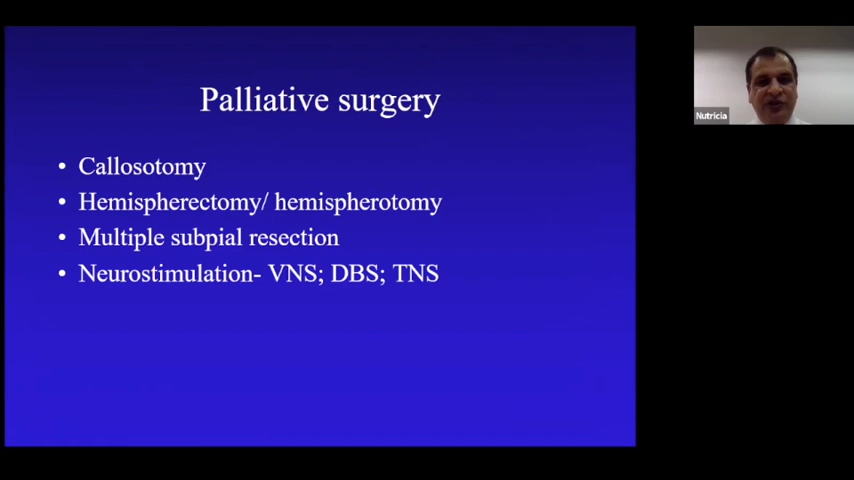 Palliative surgery
• Callosotomy
• Hemispherectomy/ hemispherotomy
• Multiple subpial resection
• Neurostimulation- VNS; DBS; TNS
Nutricia